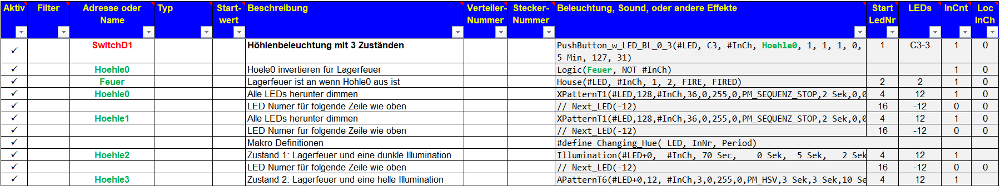 Aktiv Filter Adresse oder Name Typ Start-wert Beschreibung Verteiler-Nummer Stecker-Nummer Beleuchtung, Sound, oder andere Effekte Start LedNr LEDs InCnt Loc InCh
✓ SwitchD1 Höhlenbeleuchtung mit 3 Zuständen PushButton_w_LED_BL_0_3(#LED, C3, #InCh, Hoehle0, 1, 1, 1, 0, 1 C3-3 1 0
5 Min, 127, 31)
✓ Hoehle0 Hoele0 invertieren für Lagerfeuer Logic(Feuer, NOT #InCh) 1 0
✓ Feuer Lagerfeuer ist an wenn Hohle0 aus ist House(#LED, #InCh, 1, 2, FIRE, FIRED) 2 2 1 0
✓ Hoehle0 Alle LEDs herunter dimmen XPatternT1(#LED,128,#InCh,36,0,255,0,PM_SEQUENZ_STOP,2 Sek,0,0 4 12 1 0
✓ LED Numer für folgende Zeile wie oben // Next_LED(-12) 16 -12 0 0
✓ Hoehle1 Alle LEDs herunter dimmen XPatternT1(#LED,128,#InCh,36,0,255,0,PM_SEQUENZ_STOP,2 Sek,0,0 4 12 1 0
✓ LED Numer für folgende Zeile wie oben // Next_LED(-12) 16 -12 0 0
✓ Makro Definitionen #define Changing_Hue( LED, InNr, Period)
✓ Hoehle2 Zustand 1: Lagerfeuer und eine dunkle Illumination Illumination(#LED+0, #InCh, 70 Sec, 0 Sek, 5 Sek, 2 Sek 4 12 1
✓ LED Numer für folgende Zeile wie oben // Next_LED(-12) 16 -12 0 0
✓ Hoehle3 Zustand 2: Lagerfeuer und eine helle Illumination APatternT6(#LED+0,12, #InCh,3,0,255,0,PM_HSV,3 Sek,3 Sek,10 Se 4 12 1